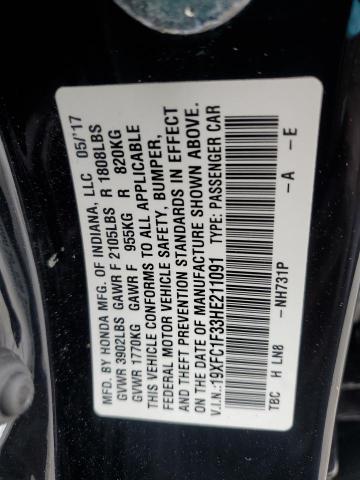 MFD. BY HONDA MFG. OF INDIANA, LLC 05/'17
GVWR 3902LBS GAWR F 2105LBS R 1808LBS
GVWR 1770KG GAWR F 955KG R 820KG
THIS VEHICLE CONFORMS TO ALL APPLICABLE
FEDERAL MOTOR VEHICLE SAFETY, BUMPER,
AND THEFT PREVENTION STANDARDS IN EFFECT
ON THE DATE OF MANUFACTURE SHOWN ABOVE.
V.I.N.:19XFC1F33HE211091 TYPE: PASSENGER CAR
-NH731P -A -E
TBC H LN8